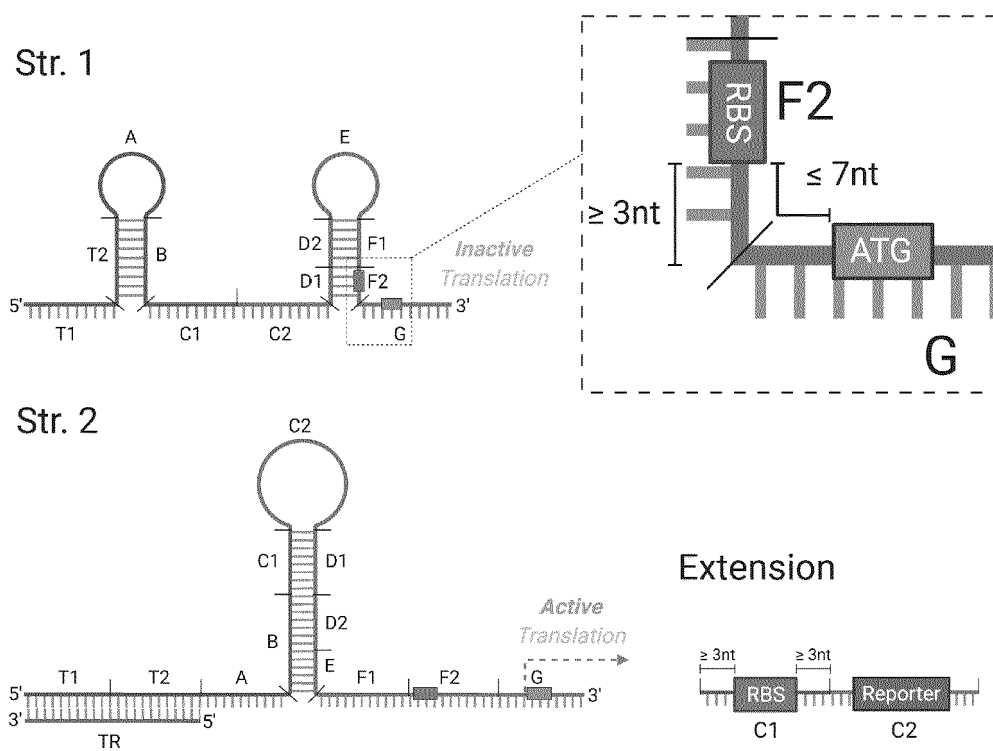 Str. 1
A
E
T2
B
D2
F1
D1
F2
Inactive
Translation
5'
3'
T1
C1
C2
G
RBS
F2
≤ 7nt
≥ 3nt
ATG
G
Str. 2
C2
C1
D1
B
D2
E
Active
Translation
T1
T2
A
F1
F2
G
5'
3'
3'
5'
TR
Extension
≥ 3nt
≥ 3nt
RBS
Reporter
C1
C2